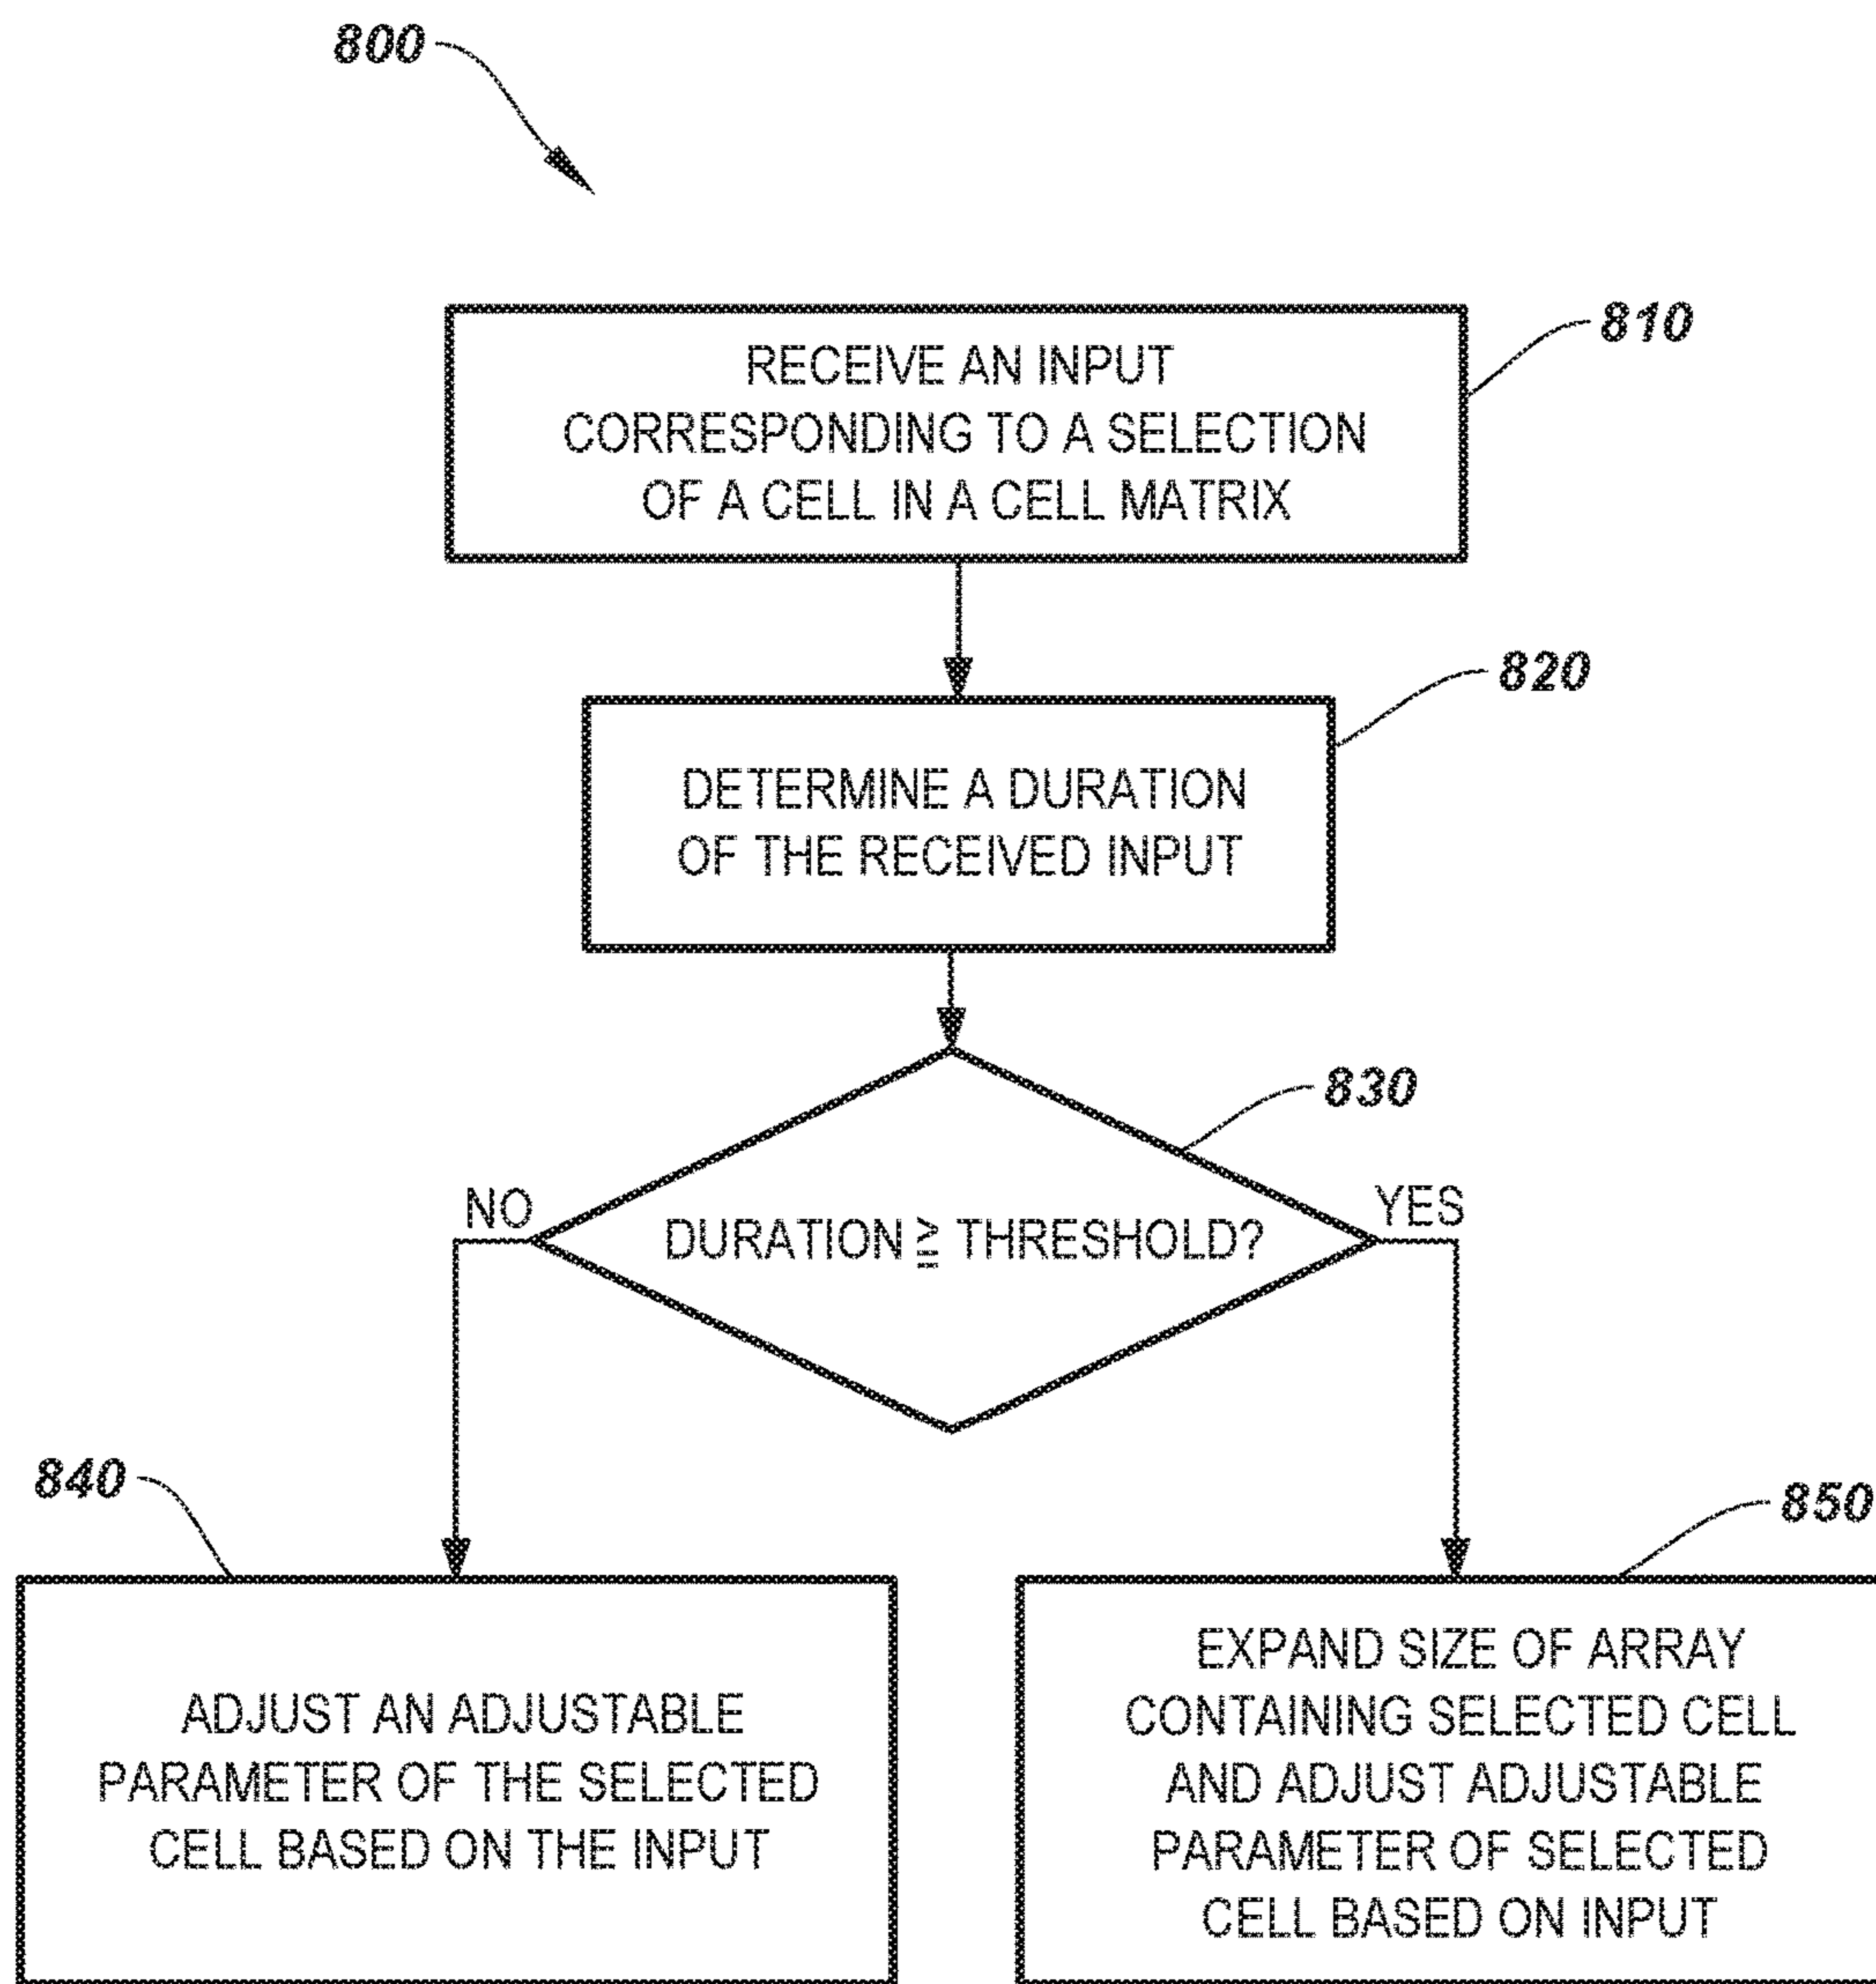 800
810
RECEIVE AN INPUT
CORRESPONDING TO A SELECTION
OF A CELL IN A CELL MATRIX
820
DETERMINE A DURATION
OF THE RECEIVED INPUT
830
NO
YES
DURATION ≧ THRESHOLD?
840
ADJUST AN ADJUSTABLE
PARAMETER OF THE SELECTED
CELL BASED ON THE INPUT
850
EXPAND SIZE OF ARRAY
CONTAINING SELECTED CELL
AND ADJUST ADJUSTABLE
PARAMETER OF SELECTED
CELL BASED ON INPUT